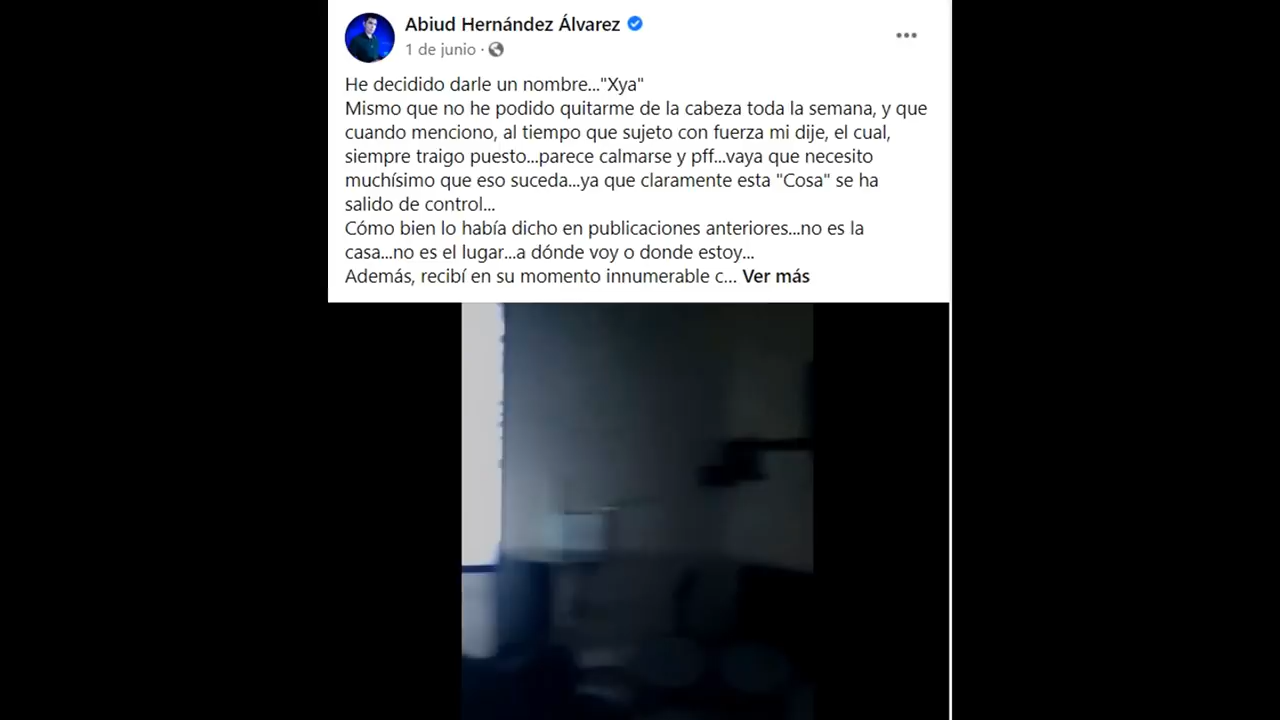 Abiud Hernández Álvarez
1 de junio ·
He decidido darle un nombre..."Xya"
Mismo que no he podido quitarme de la cabeza toda la semana, y que
cuando menciono, al tiempo que sujeto con fuerza mi dije, el cual,
siempre traigo puesto...parece calmarse y pff...vaya que necesito
muchísimo que eso suceda...ya que claramente esta "Cosa" se ha
salido de control...
Cómo bien lo había dicho en publicaciones anteriores...no es la
casa...no es el lugar...a dónde voy o donde estoy...
Además, recibí en su momento innumerable c... Ver más